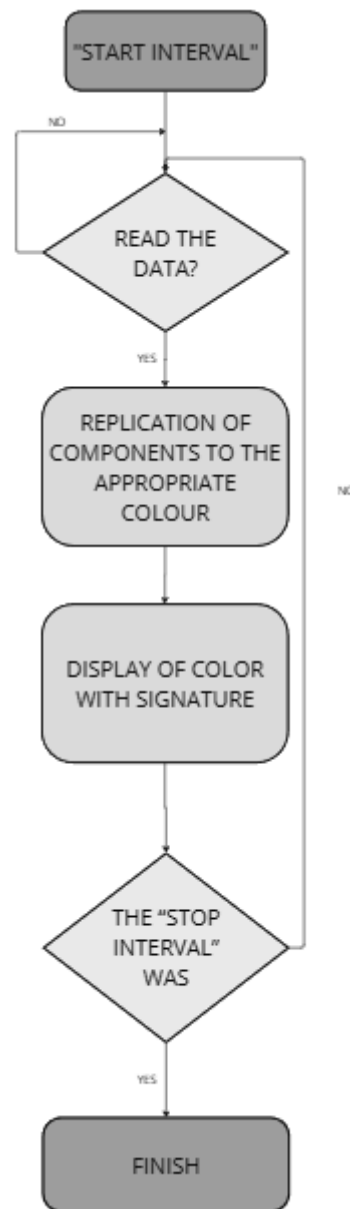 "START INTERVAL"
NO
READ THE
DATA?
YES
REPLICATION OF
COMPONENTS TO THE
APPROPRIATE
COLOUR
NO
DISPLAY OF COLOR
WITH SIGNATURE
THE “STOP
INTERVAL”
WAS
YES
FINISH